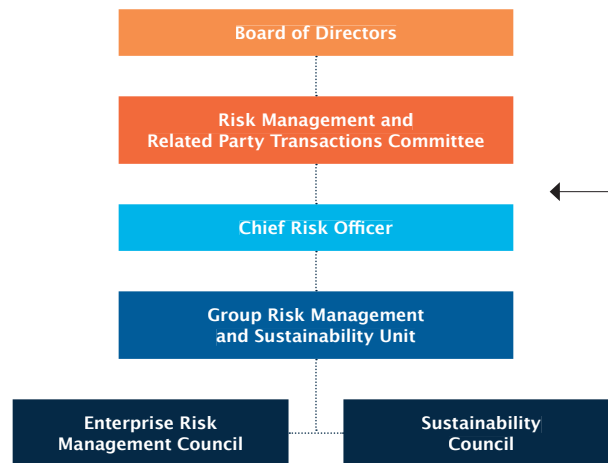 Board of Directors
Risk Management and
Related Party Transactions Committee
Chief Risk Officer
Group Risk Management
and Sustainability Unit
Enterprise Risk
Management Council
Sustainability
Council